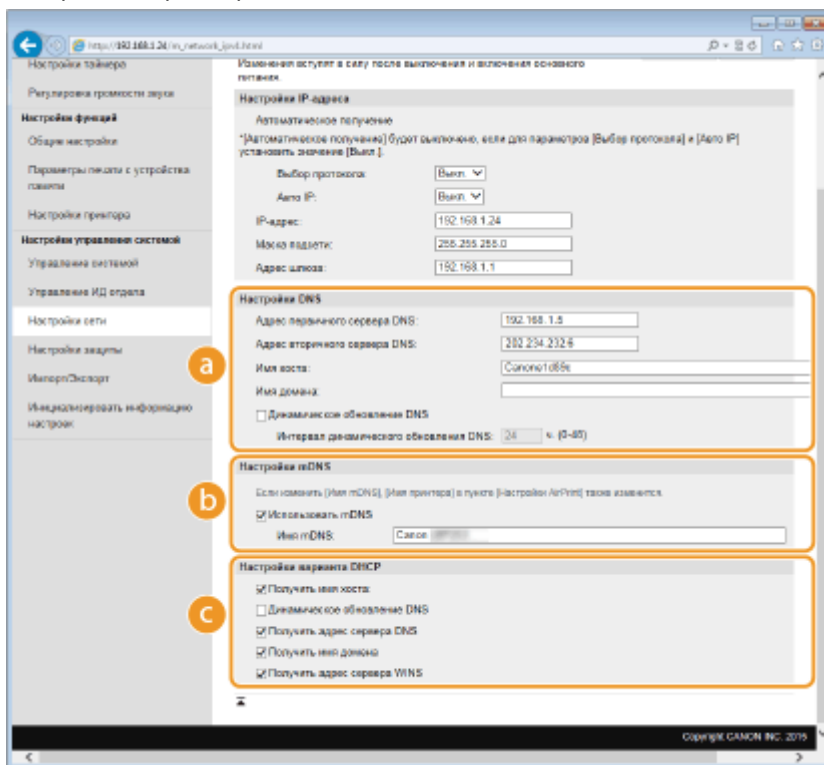 http://192.168.1.24/m_network_ipv4.html
Настройки таймера
Регулировка громкости звука
Настройки функций
Общие настройки
Параметры печати с устройства памяти
Настройки принтера
Настройки управления системой
Управление системой
Управление ИД отдела
Настройки сети
Настройки защиты
Импорт/Экспорт
Инициализировать информацию настроек
Изменения вступят в силу после выключения и включения основного
питания.
Настройки IP-адреса
Автоматическое получение
*[Автоматическое получение] будет выключено, если для параметров [Выбор протокола] и [Авто IP]
установить значение [Выкл.].
Выбор протокола: Выкл.
Авто IP: Выкл.
IP-адрес: 192.168.1.24
Маска подсети: 255.255.255.0
Адрес шлюза: 192.168.1.1
a
Настройки DNS
Адрес первичного сервера DNS: 192.168.1.5
Адрес вторичного сервера DNS: 202.234.232.6
Имя хоста: Canone1d89c
Имя домена:
Динамическое обновление DNS
Интервал динамического обновления DNS: 24 ч. (0-48)
b
Настройки mDNS
Если изменить [Имя mDNS], [Имя принтера] в пункте [Настройки AirPrint] также изменится.
Использовать mDNS
Имя mDNS: Canon
c
Настройки варианта DHCP
Получить имя хоста
Динамическое обновление DNS
Получить адрес сервера DNS
Получить имя домена
Получить адрес сервера WINS
Copyright CANON INC. 2015